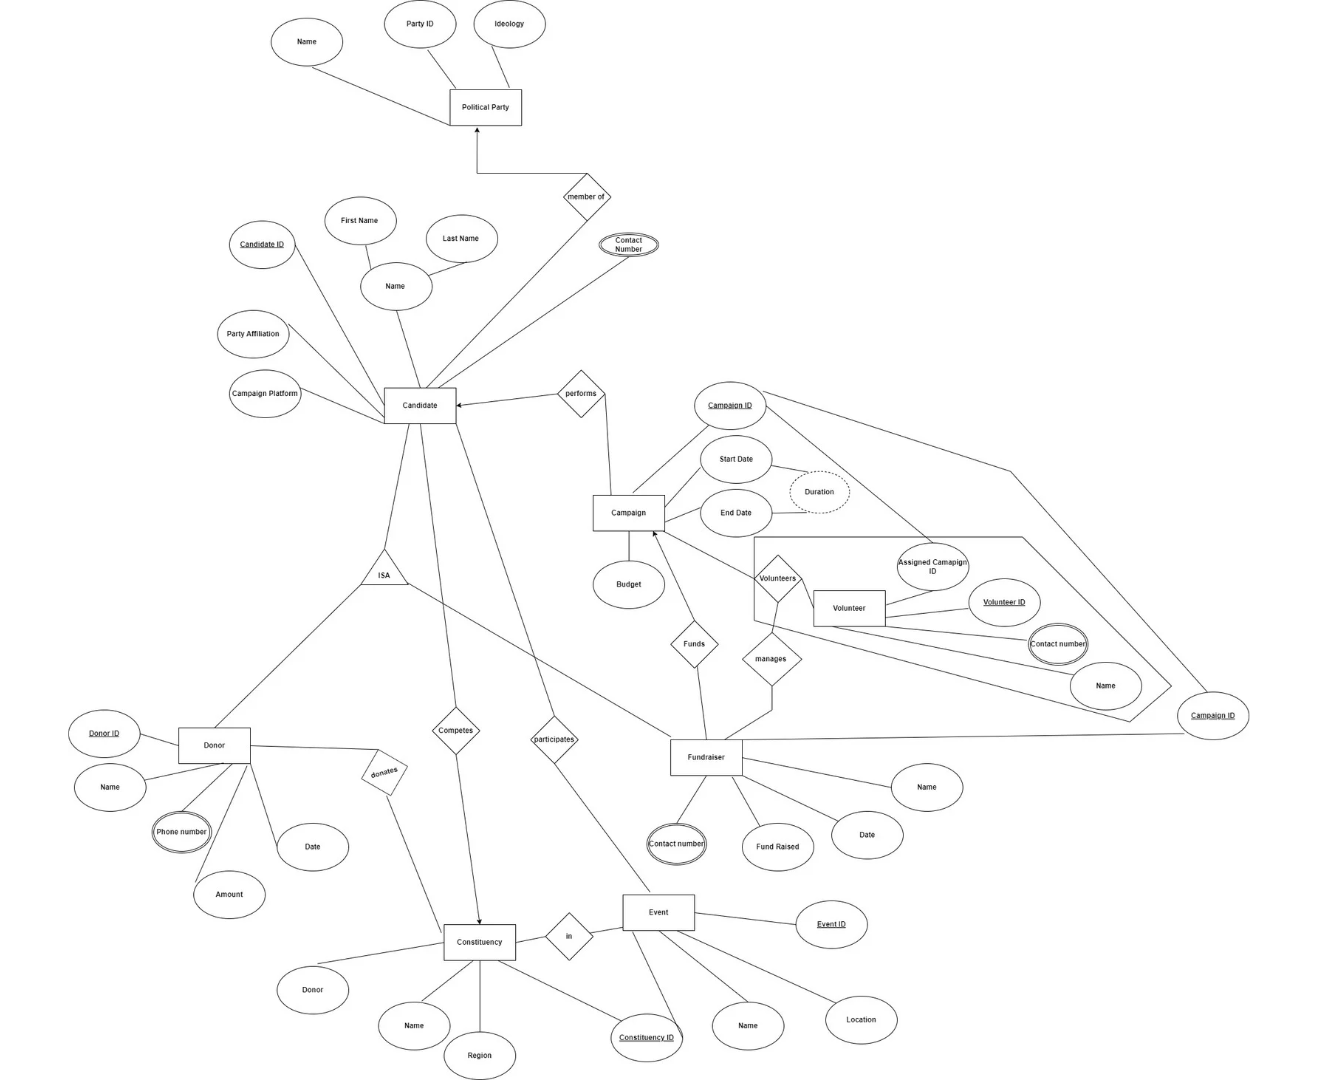 Party ID
Ideology
Name
Political Party
member of
First Name
Last Name
Candidate ID
Contact
Number
Name
Party Affiliation
Campaign Platform
Candidate
performs
Campaign ID
Start Date
Duration
End Date
Campaign
Assigned Camapign
ID
ISA
Volunteers
Budget
Volunteer
Volunteer ID
Funds
Contact number
manages
Name
Campaign ID
Donor ID
Donor
Competes
participates
Fundraiser
donates
Name
Name
Phone number
Date
Contact number
Fund Raised
Date
Amount
Event
Event ID
Constituency
in
Donor
Name
Constituency ID
Name
Location
Region